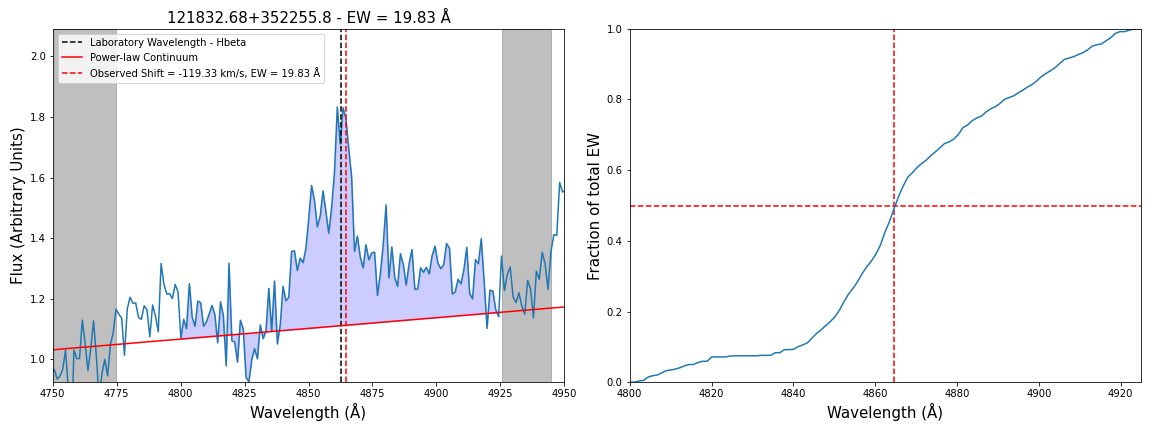 121832.68+352255.8 - EW = 19.83 Å
Laboratory Wavelength - Hbeta
Power-law Continuum
Observed Shift = -119.33 km/s, EW = 19.83 Å
Flux (Arbitrary Units)
2.0
1.8
1.6
1.4
1.2
1.0
4750 4775 4800 4825 4850 4875 4900 4925 4950
Wavelength (Å)
Fraction of total EW
1.0
0.8
0.6
0.4
0.2
0.0
4800 4820 4840 4860 4880 4900 4920
Wavelength (Å)